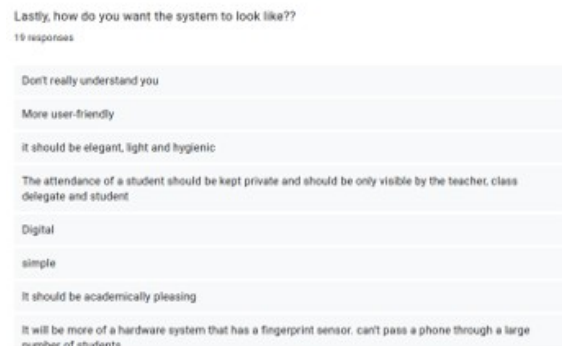 Lastly, how do you want the system to look like??
19 responses
Don't really understand you
More user-friendly
it should be elegant, light and hygienic
The attendance of a student should be kept private and should be only visible by the teacher, class
delegate and student
Digital
simple
It should be academically pleasing
It will be more of a hardware system that has a fingerprint sensor. can't pass a phone through a large
number of students